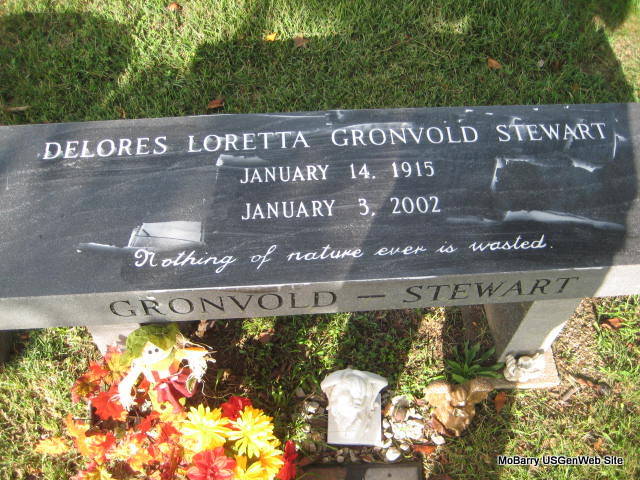 DELORES LORETTA GRONVOLD STEWART
JANUARY 14, 1915
JANUARY 3, 2002
Nothing of nature ever is wasted.
GRONVOLD — STEWART
MoBarry USGenWeb Site